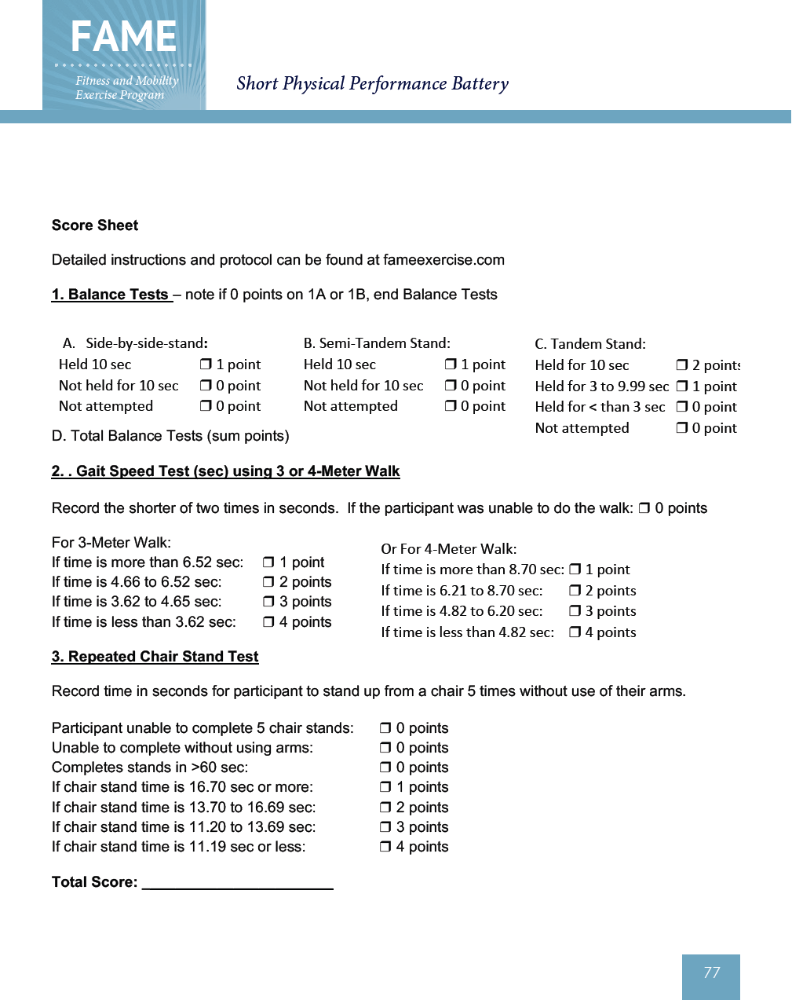 FAME
Fitness and Mobility
Exercise Program
Short Physical Performance Battery
Score Sheet
Detailed instructions and protocol can be found at fameexercise.com
1. Balance Tests – note if 0 points on 1A or 1B, end Balance Tests
A. Side-by-side-stand:
Held 10 sec ❒ 1 point
Not held for 10 sec ❒ 0 point
Not attempted ❒ 0 point
B. Semi-Tandem Stand:
Held 10 sec ❒ 1 point
Not held for 10 sec ❒ 0 point
Not attempted ❒ 0 point
C. Tandem Stand:
Held for 10 sec ❒ 2 points
Held for 3 to 9.99 sec ❒ 1 point
Held for < than 3 sec ❒ 0 point
Not attempted ❒ 0 point
D. Total Balance Tests (sum points)
2. . Gait Speed Test (sec) using 3 or 4-Meter Walk
Record the shorter of two times in seconds. If the participant was unable to do the walk: ❒ 0 points
For 3-Meter Walk:
If time is more than 6.52 sec: ❒ 1 point
If time is 4.66 to 6.52 sec: ❒ 2 points
If time is 3.62 to 4.65 sec: ❒ 3 points
If time is less than 3.62 sec: ❒ 4 points
Or For 4-Meter Walk:
If time is more than 8.70 sec: ❒ 1 point
If time is 6.21 to 8.70 sec: ❒ 2 points
If time is 4.82 to 6.20 sec: ❒ 3 points
If time is less than 4.82 sec: ❒ 4 points
3. Repeated Chair Stand Test
Record time in seconds for participant to stand up from a chair 5 times without use of their arms.
Participant unable to complete 5 chair stands: ❒ 0 points
Unable to complete without using arms: ❒ 0 points
Completes stands in >60 sec: ❒ 0 points
If chair stand time is 16.70 sec or more: ❒ 1 points
If chair stand time is 13.70 to 16.69 sec: ❒ 2 points
If chair stand time is 11.20 to 13.69 sec: ❒ 3 points
If chair stand time is 11.19 sec or less: ❒ 4 points
Total Score: _______________________
77